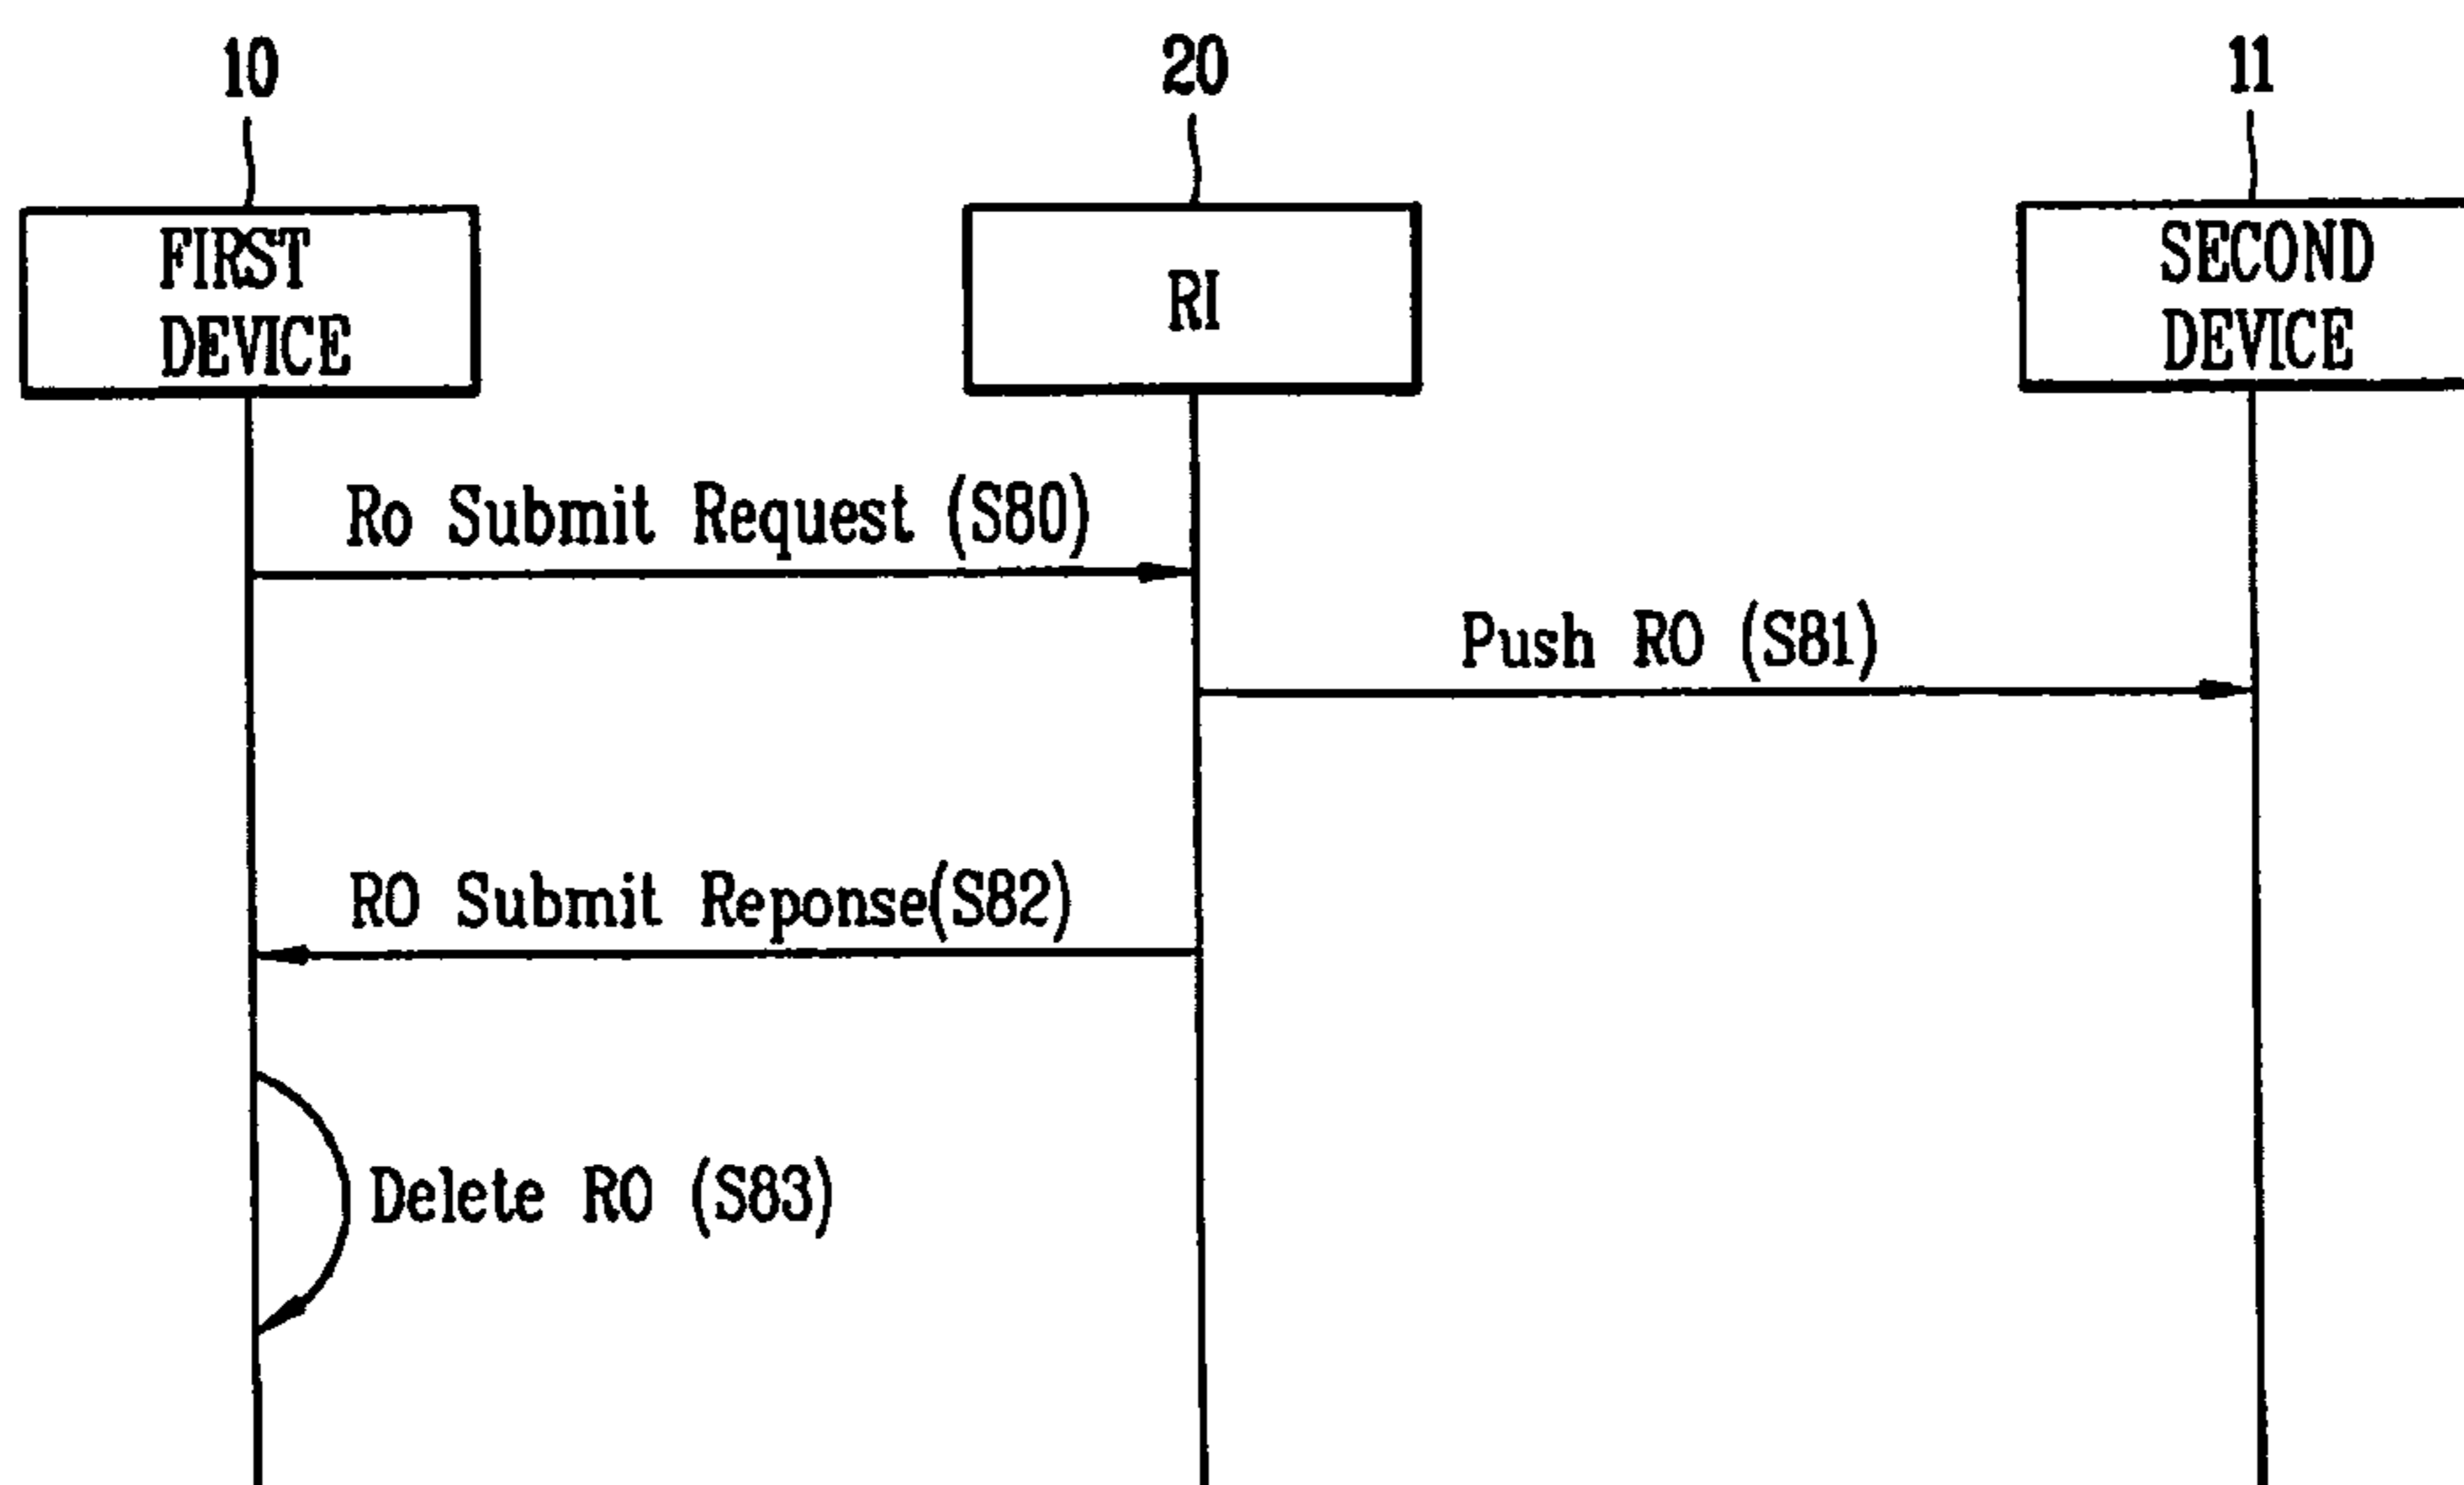 10
20
11
FIRST
DEVICE
RI
SECOND
DEVICE
Ro Submit Request (S80)
Push RO (S81)
RO Submit Reponse(S82)
Delete RO (S83)